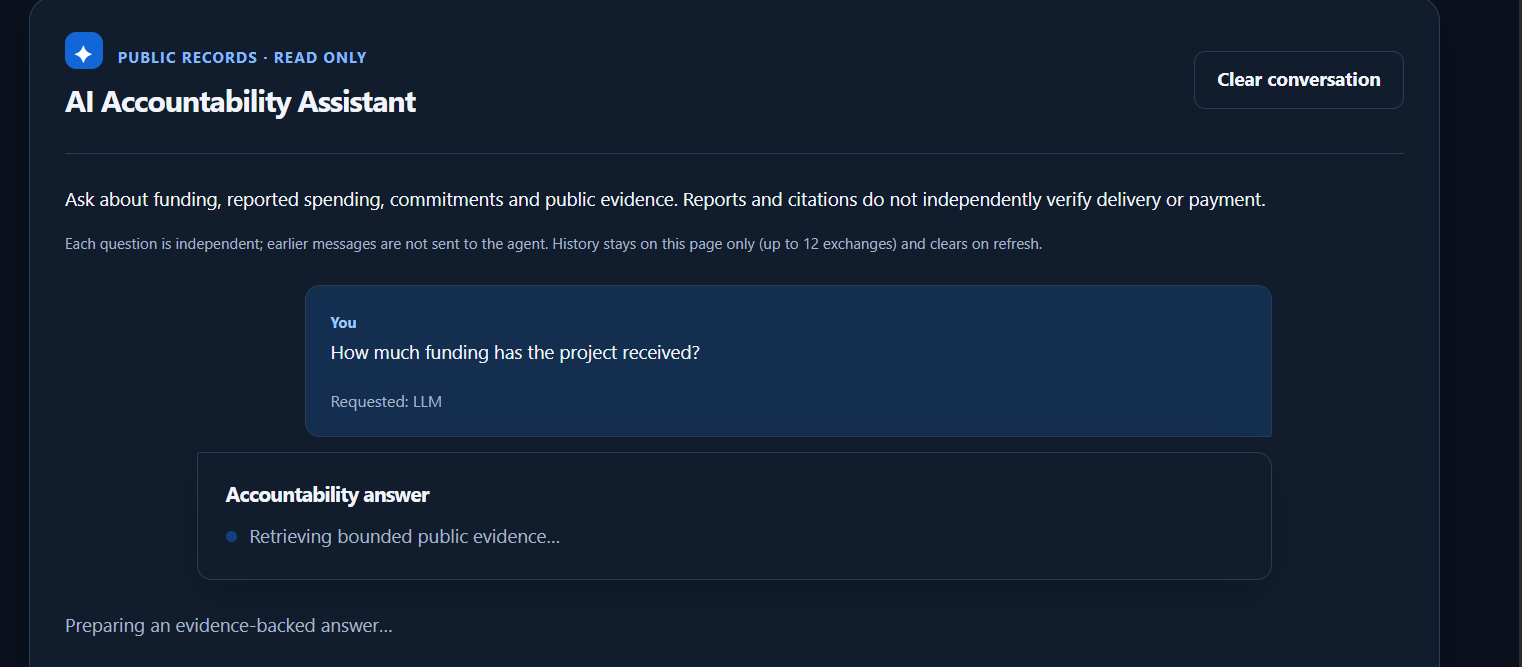 PUBLIC RECORDS · READ ONLY
AI Accountability Assistant
Clear conversation
Ask about funding, reported spending, commitments and public evidence. Reports and citations do not independently verify delivery or payment.
Each question is independent; earlier messages are not sent to the agent. History stays on this page only (up to 12 exchanges) and clears on refresh.
You
How much funding has the project received?
Requested: LLM
Accountability answer
Retrieving bounded public evidence...
Preparing an evidence-backed answer...